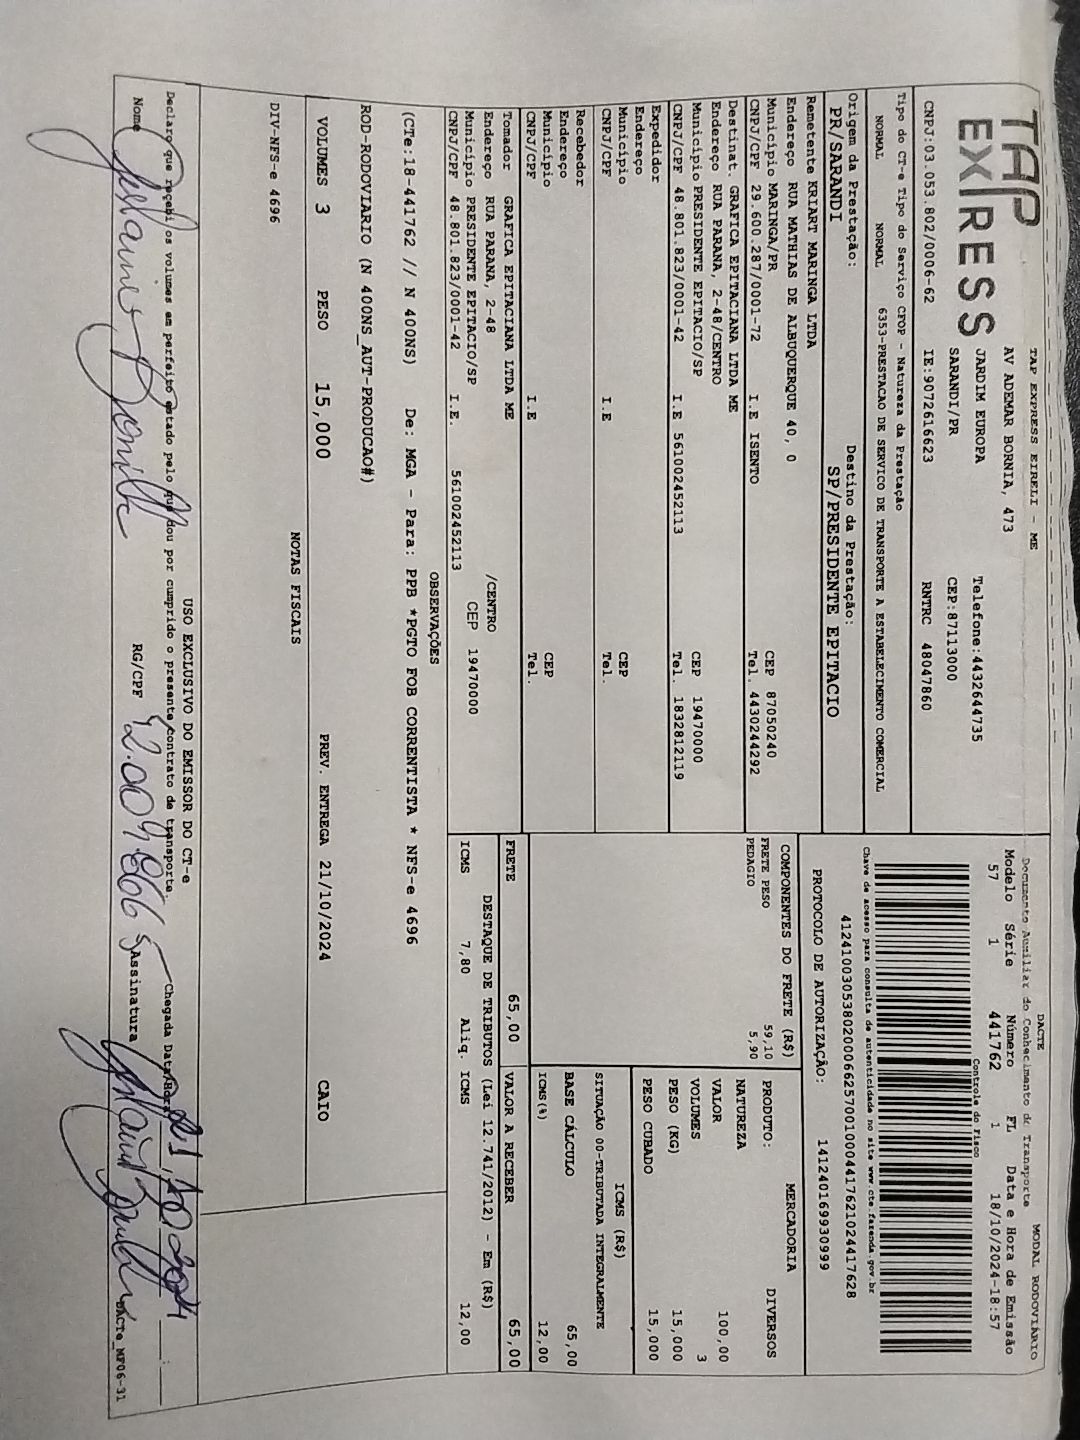 TAP
EXPRESS
TAP EXPRESS EIRELI - ME
AV ADEMAR BORNIA, 473
JARDIM EUROPA
SARANDI/PR
Telefone:4432644735
CEP:87113000
CNPJ:03.053.802/0006-62 IE:9072616623 RNTRC 48047860
DACTE MODAL RODOVIÁRIO
Documento Auxiliar do Conhecimento de Transporte
Modelo Série Número FL Data e Hora de Emissão
57 1 441762 1 18/10/2024-18:57
Controle do Fisco
Tipo do CT-e Tipo do Serviço CFOP - Natureza da Prestação
NORMAL NORMAL 6353-PRESTACAO DE SERVICO DE TRANSPORTE A ESTABELECIMENTO COMERCIAL
Chave de acesso para consulta de autenticidade no site www.cte.fazenda.gov.br
41241003053802000662570010004417621024417628
Origem da Prestação: Destino da Prestação:
PR/SARANDI SP/PRESIDENTE EPITACIO
PROTOCOLO DE AUTORIZAÇÃO: 141240169930999
Remetente KRIART MARINGA LTDA
Endereço RUA MATHIAS DE ALBUQUERQUE 40, 0
Município MARINGA/PR CEP 87050240
CNPJ/CPF 29.600.287/0001-72 I.E ISENTO Tel. 4430244292
Destinat. GRAFICA EPITACIANA LTDA ME
Endereço RUA PARANA, 2-48/CENTRO
Município PRESIDENTE EPITACIO/SP CEP 19470000
CNPJ/CPF 48.801.823/0001-42 I.E 561002452113 Tel. 1832812119
Expedidor
Endereço
Município CEP
CNPJ/CPF I.E Tel.
Recebedor
Endereço
Município CEP
CNPJ/CPF I.E Tel.
Tomador GRAFICA EPITACIANA LTDA ME
Endereço RUA PARANA, 2-48 /CENTRO
Município PRESIDENTE EPITACIO/SP CEP 19470000
CNPJ/CPF 48.801.823/0001-42 I.E. 561002452113
COMPONENTES DO FRETE (R$)
FRETE PESO 59,10
PEDAGIO 5,90
MERCADORIA
PRODUTO: DIVERSOS
NATUREZA
VALOR 100,00
VOLUMES 3
PESO (KG) 15,000
PESO CUBADO 15,000
ICMS (R$)
SITUAÇÃO 00-TRIBUTADA INTEGRALMENTE
BASE CÁLCULO 65,00
ICMS(%) 12,00
FRETE 65,00 VALOR A RECEBER 65,00
DESTAQUE DE TRIBUTOS (Lei 12.741/2012) - Em (R$)
ICMS 7,80 Aliq. ICMS 12,00
OBSERVAÇÕES
(CTe:18-441762 // N 400NS) De: MGA - Para: PPB *PGTO FOB CORRENTISTA * NFS-e 4696
ROD-RODOVIARIO (N 400NS_AUT-PRODUCAO#)
VOLUMES 3 PESO 15,000 PREV. ENTREGA 21/10/2024 CAIO
NOTAS FISCAIS
DIV-NFS-e 4696
USO EXCLUSIVO DO EMISSOR DO CT-e
Declaro que recebi os volumes em perfeito estado pelo que dou por cumprido o presente contrato de transporte. Chegada Data/Hora 21 10 2024 :
Nome RG/CPF Assinatura
DACTe_MF06-31